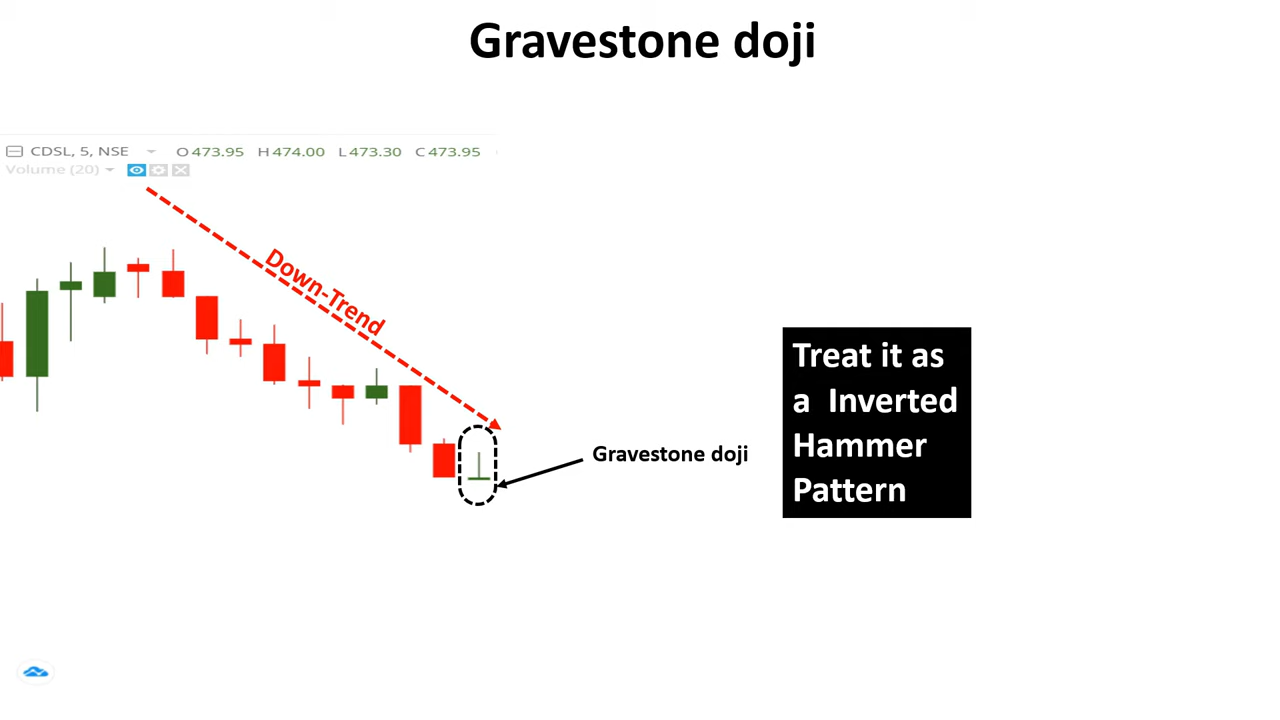 Gravestone doji
CDSL, 5, NSE O473.95 H474.00 L473.30 C473.95
Volume (20)
Down-Trend
Gravestone doji
Treat it as
a Inverted
Hammer
Pattern